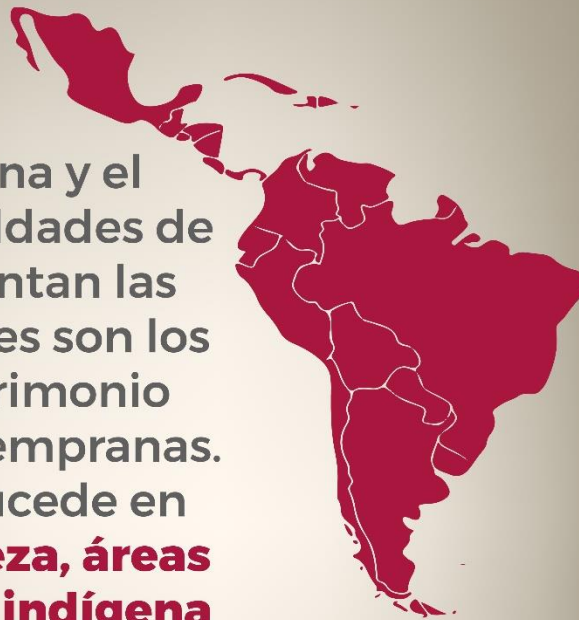 na y el
ldades de
ntan las
es son los
rimonio
empranas.
ucede en
eza, áreas
indígena